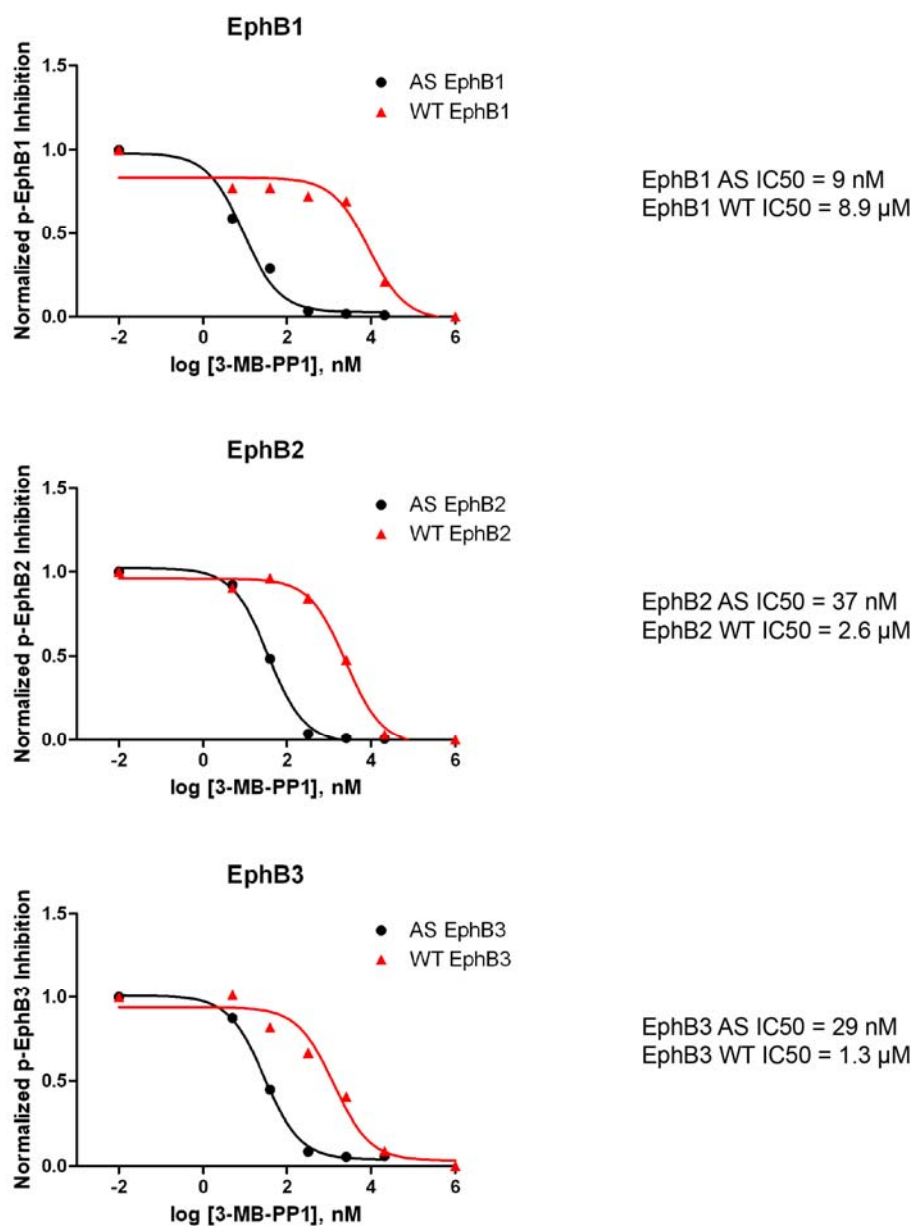 EphB1
1.5
1.0
0.5
0.0
Normalized p-EphB1 Inhibition
AS EphB1
WT EphB1
-2 0 2 4 6
log [3-MB-PP1], nM
EphB1 AS IC50 = 9 nM
EphB1 WT IC50 = 8.9 µM
EphB2
1.5
1.0
0.5
0.0
Normalized p-EphB2 Inhibition
AS EphB2
WT EphB2
-2 0 2 4 6
log [3-MB-PP1], nM
EphB2 AS IC50 = 37 nM
EphB2 WT IC50 = 2.6 µM
EphB3
1.5
1.0
0.5
0.0
Normalized p-EphB3 Inhibition
AS EphB3
WT EphB3
-2 0 2 4 6
log [3-MB-PP1], nM
EphB3 AS IC50 = 29 nM
EphB3 WT IC50 = 1.3 µM